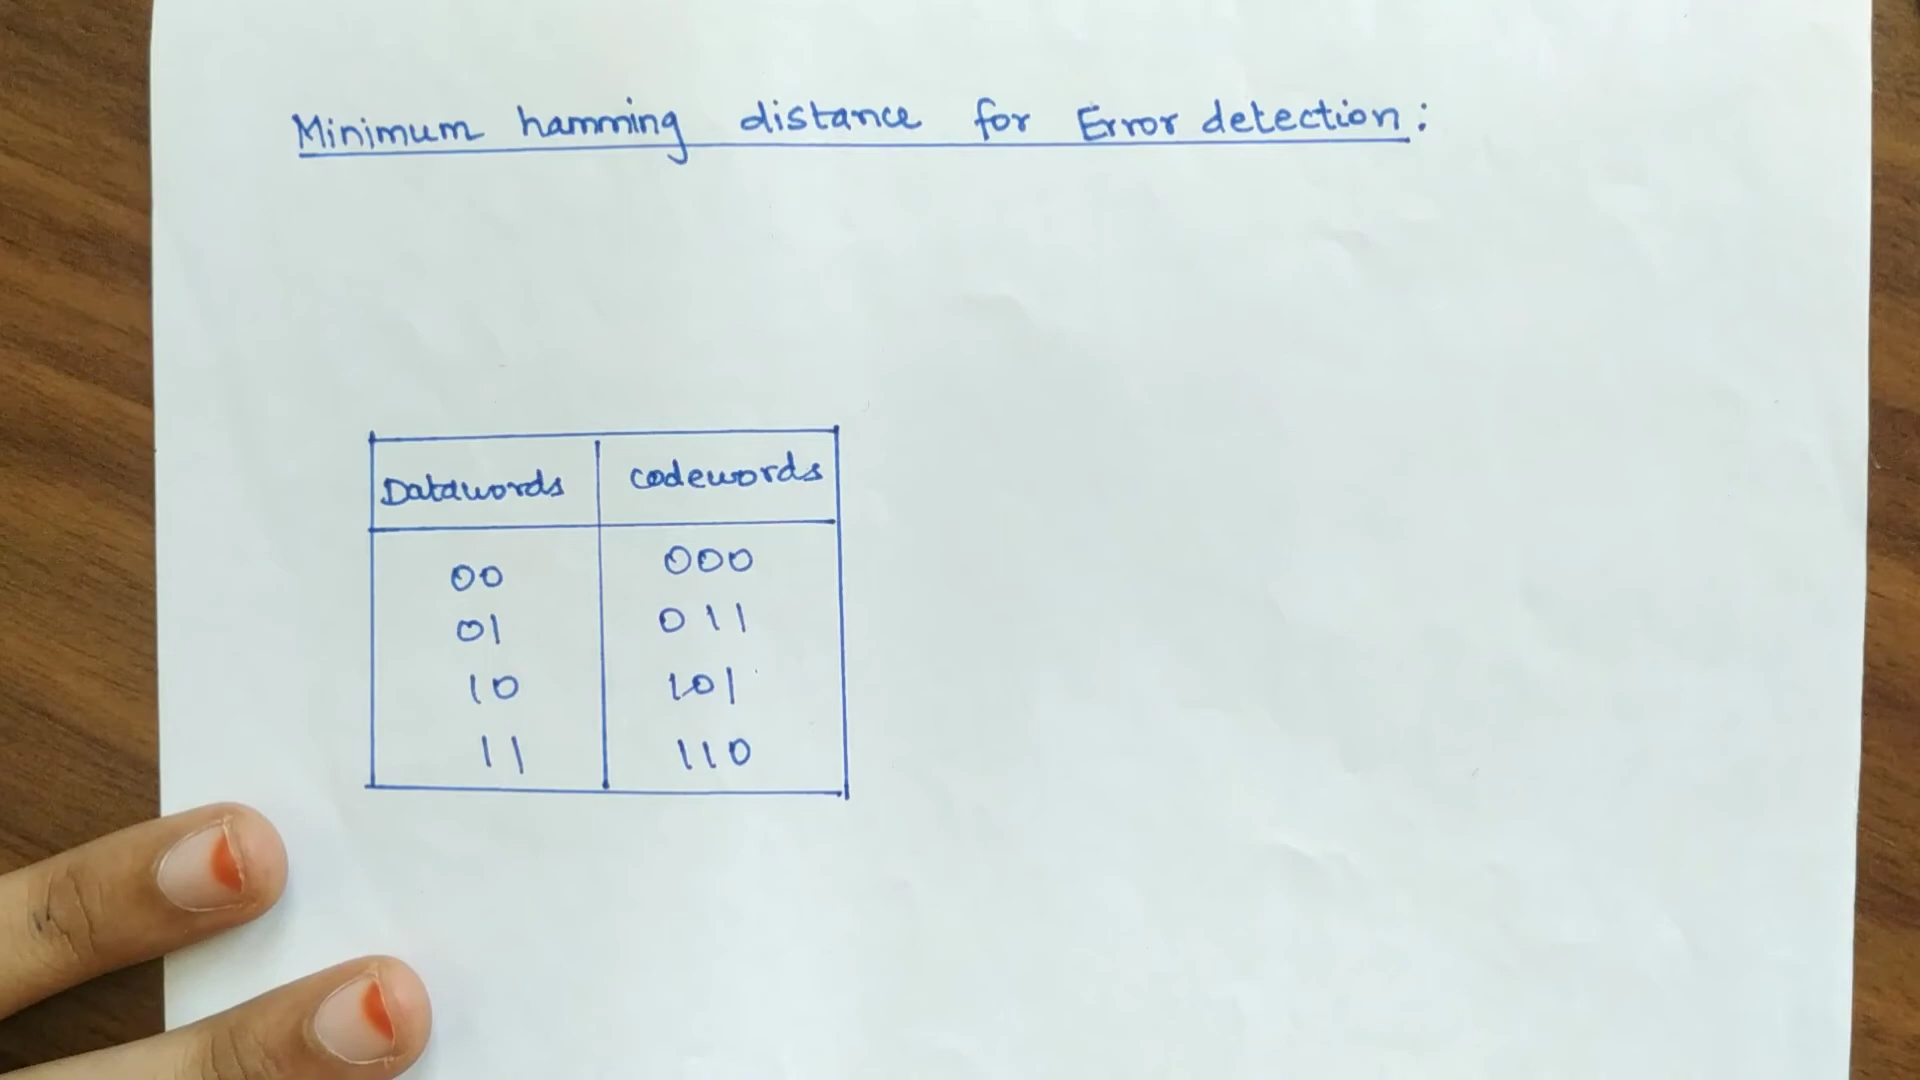 Minimum hamming distance for Error detection:
Datawords codewords
00 000
01 011
10 101
11 110